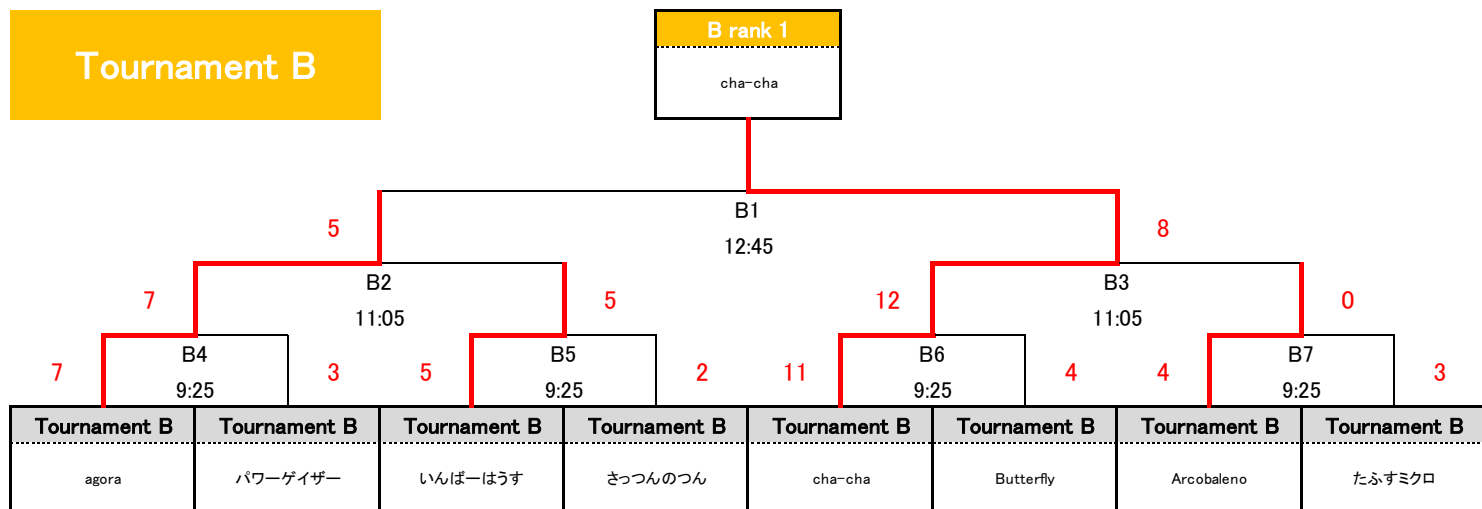 Tournament B
B rank 1
cha-cha
B1
5
8
12:45
B2
B3
7
5
12
0
11:05
11:05
B4
B5
B6
B7
7
3
5
2
11
4
4
3
9:25
9:25
9:25
9:25
Tournament B
Tournament B
Tournament B
Tournament B
Tournament B
Tournament B
Tournament B
Tournament B
agora
パワーゲイザー
いんばーはうす
さっつんのつん
cha-cha
Butterfly
Arcobaleno
たふすミクロ